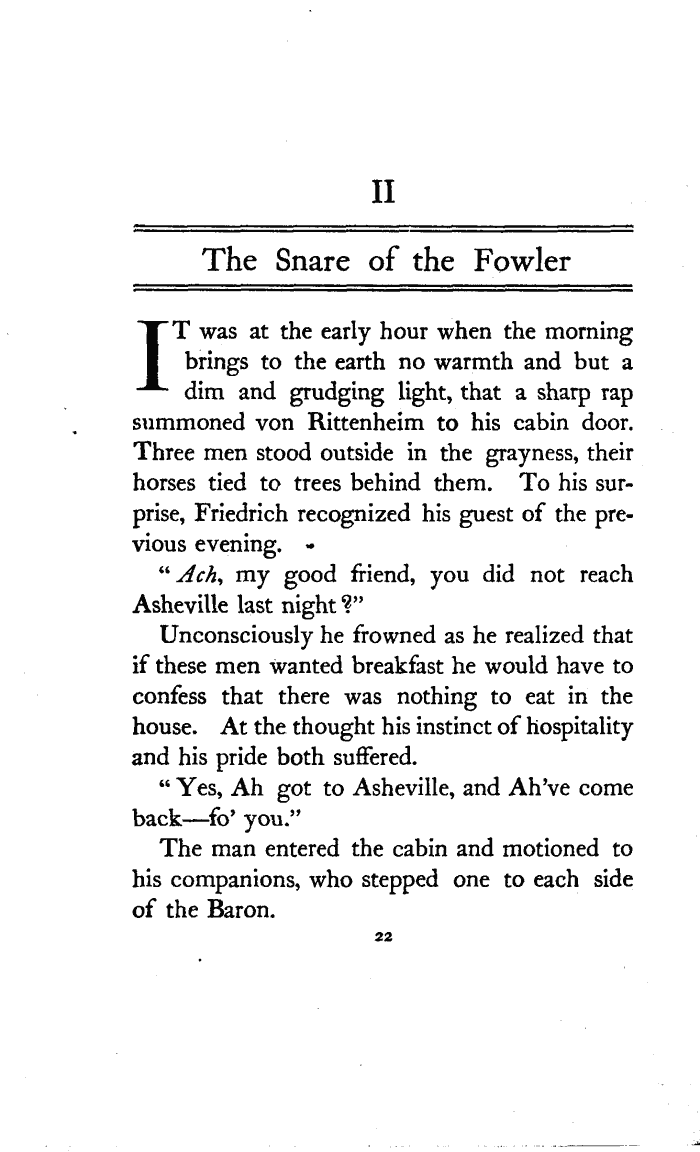 II
The Snare of the Fowler
IT was at the early hour when the morning
brings to the earth no warmth and but a
dim and grudging light, that a sharp rap
summoned von Rittenheim to his cabin door.
Three men stood outside in the grayness, their
horses tied to trees behind them. To his sur-
prise, Friedrich recognized his guest of the pre-
vious evening.
“Ach, my good friend, you did not reach
Asheville last night?”
Unconsciously he frowned as he realized that
if these men wanted breakfast he would have to
confess that there was nothing to eat in the
house. At the thought his instinct of hospitality
and his pride both suffered.
“Yes, Ah got to Asheville, and Ah’ve come
back—fo’ you.”
The man entered the cabin and motioned to
his companions, who stepped one to each side
of the Baron.
22